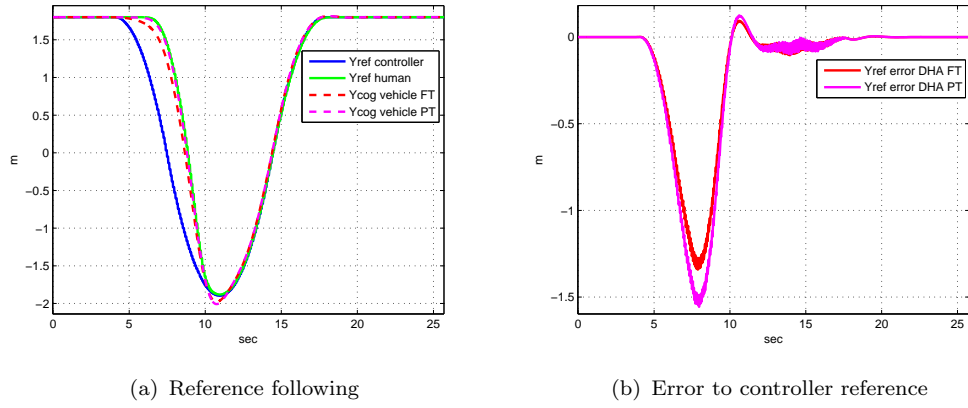 1.5
1
0.5
0
−0.5
−1
−1.5
−2
m
0
5
10
15
20
25
sec
Yref controller
Yref human
Ycog vehicle FT
Ycog vehicle PT
(a) Reference following
0
−0.5
−1
−1.5
m
0
5
10
15
20
25
sec
Yref error DHA FT
Yref error DHA PT
(b) Error to controller reference